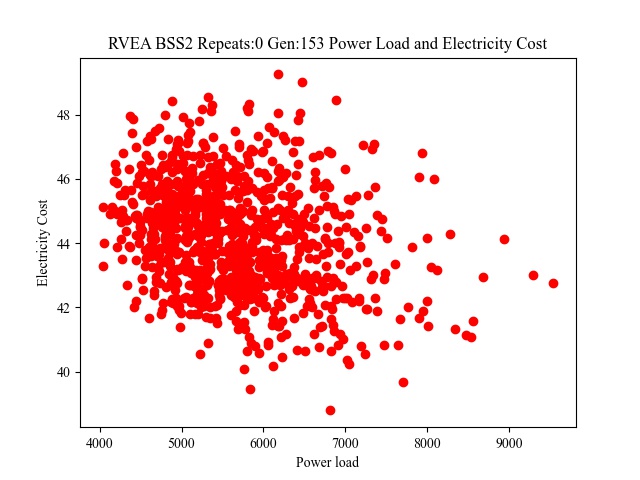 RVEA BSS2 Repeats:0 Gen:153 Power Load and Electricity Cost
48
46
44
42
40
Electricity Cost
4000 5000 6000 7000 8000 9000
Power load